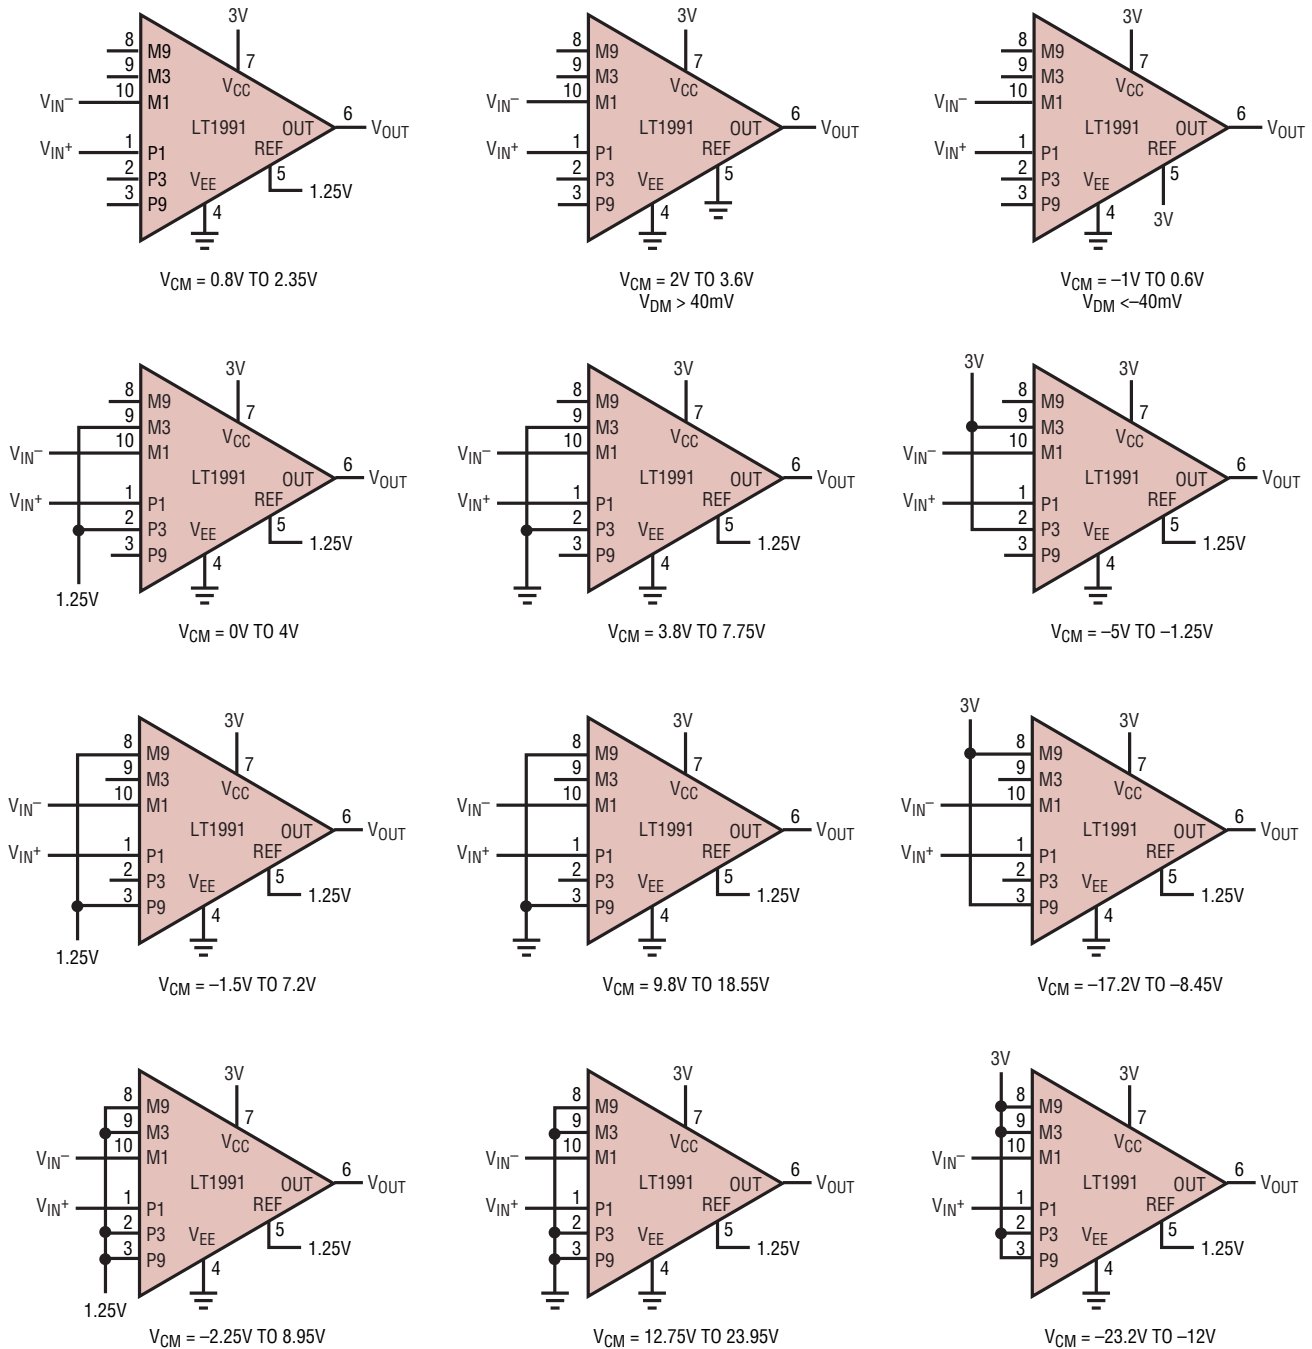 3V
8 M9
7
9 M3
VCC
10 M1
VIN–
LT1991 OUT 6 VOUT
VIN+
1 P1
REF
5
2 P3
VEE
1.25V
3 P9
4
VCM = 0.8V TO 2.35V
3V
8 M9
7
9 M3
VCC
10 M1
VIN–
LT1991 OUT 6 VOUT
VIN+
1 P1
REF
5
2 P3
VEE
3 P9
4
VCM = 2V TO 3.6V
VDM > 40mV
3V
8 M9
7
9 M3
VCC
10 M1
VIN–
LT1991 OUT 6 VOUT
VIN+
1 P1
REF
5
2 P3
VEE
3 P9
4
3V
VCM = –1V TO 0.6V
VDM <–40mV
3V
8 M9
7
9 M3
VCC
10 M1
VIN–
LT1991 OUT 6 VOUT
VIN+
1 P1
REF
5
2 P3
VEE
1.25V
3 P9
4
1.25V
VCM = 0V TO 4V
3V
8 M9
7
9 M3
VCC
10 M1
VIN–
LT1991 OUT 6 VOUT
VIN+
1 P1
REF
5
2 P3
VEE
1.25V
3 P9
4
VCM = 3.8V TO 7.75V
3V
3V
8 M9
7
9 M3
VCC
10 M1
VIN–
LT1991 OUT 6 VOUT
VIN+
1 P1
REF
5
2 P3
VEE
1.25V
3 P9
4
VCM = –5V TO –1.25V
3V
8 M9
7
9 M3
VCC
10 M1
VIN–
LT1991 OUT 6 VOUT
VIN+
1 P1
REF
5
2 P3
VEE
1.25V
3 P9
4
1.25V
VCM = –1.5V TO 7.2V
3V
8 M9
7
9 M3
VCC
10 M1
VIN–
LT1991 OUT 6 VOUT
VIN+
1 P1
REF
5
2 P3
VEE
1.25V
3 P9
4
VCM = 9.8V TO 18.55V
3V
3V
8 M9
7
9 M3
VCC
10 M1
VIN–
LT1991 OUT 6 VOUT
VIN+
1 P1
REF
5
2 P3
VEE
1.25V
3 P9
4
VCM = –17.2V TO –8.45V
3V
8 M9
7
9 M3
VCC
10 M1
VIN–
LT1991 OUT 6 VOUT
VIN+
1 P1
REF
5
2 P3
VEE
1.25V
3 P9
4
1.25V
VCM = –2.25V TO 8.95V
3V
8 M9
7
9 M3
VCC
10 M1
VIN–
LT1991 OUT 6 VOUT
VIN+
1 P1
REF
5
2 P3
VEE
1.25V
3 P9
4
VCM = 12.75V TO 23.95V
3V
3V
8 M9
7
9 M3
VCC
10 M1
VIN–
LT1991 OUT 6 VOUT
VIN+
1 P1
REF
5
2 P3
VEE
1.25V
3 P9
4
VCM = –23.2V TO –12V